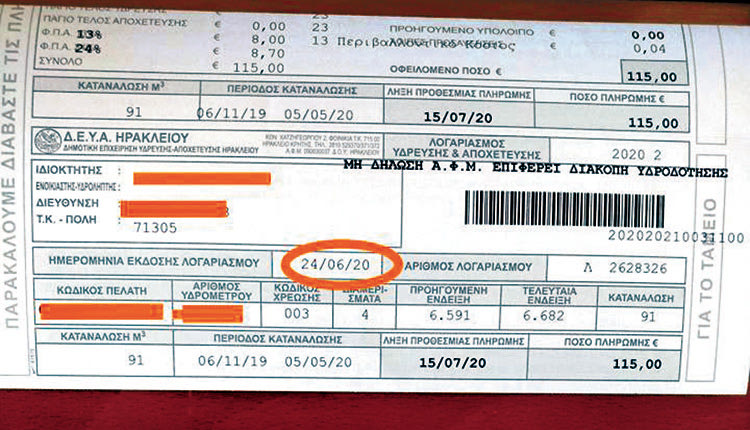 ΠΑΓΙΟ ΤΕΛΟΣ ΥΔΡΕΥΣΗΣ
ΠΑΓΙΟ ΤΕΛΟΣ ΑΠΟΧΕΤΕΥΣΗΣ € 0,00 23
Φ.Π.Α. 13% € 8,00 13 Περιβαλλοντικό Κόστος
Φ.Π.Α. 24% € 8,70
ΣΥΝΟΛΟ € 115,00
ΠΡΟΗΓΟΥΜΕΝΟ ΥΠΟΛΟΙΠΟ € 0,00
€ 0,04
ΟΦΕΙΛΟΜΕΝΟ ΠΟΣΟ € 115,00
ΚΑΤΑΝΑΛΩΣΗ Μ³ ΠΕΡΙΟΔΟΣ ΚΑΤΑΝΑΛΩΣΗΣ ΛΗΞΗ ΠΡΟΘΕΣΜΙΑΣ ΠΛΗΡΩΜΗΣ ΠΟΣΟ ΠΛΗΡΩΜΗΣ €
91 06/11/19 05/05/20 15/07/20 115,00
Δ.Ε.Υ.Α. ΗΡΑΚΛΕΙΟΥ
ΔΗΜΟΤΙΚΗ ΕΠΙΧΕΙΡΗΣΗ ΥΔΡΕΥΣΗΣ-ΑΠΟΧΕΤΕΥΣΗΣ ΗΡΑΚΛΕΙΟΥ
ΛΟΓΑΡΙΑΣΜΟΣ
ΥΔΡΕΥΣΗΣ & ΑΠΟΧΕΤΕΥΣΗΣ 2020 2
ΜΗ ΔΗΛΩΣΗ Α.Φ.Μ. ΕΠΙΦΕΡΕΙ ΔΙΑΚΟΠΗ ΥΔΡΟΔΟΤΗΣΗΣ
ΙΔΙΟΚΤΗΤΗΣ :
ΕΝΟΙΚΙΑΣΤΗΣ-ΥΔΡΟΛΗΠΤΗΣ :
ΔΙΕΥΘΥΝΣΗ :
Τ.Κ. - ΠΟΛΗ : 71305
202020210031100
ΗΜΕΡΟΜΗΝΙΑ ΕΚΔΟΣΗΣ ΛΟΓΑΡΙΑΣΜΟΥ 24/06/20 ΑΡΙΘΜΟΣ ΛΟΓΑΡΙΑΣΜΟΥ Λ 2628326
ΚΩΔΙΚΟΣ ΠΕΛΑΤΗ ΑΡΙΘΜΟΣ ΥΔΡΟΜΕΤΡΟΥ ΚΩΔΙΚΟΣ ΧΡΕΩΣΗΣ ΔΙΑΜΕΡΙ-ΣΜΑΤΑ ΠΡΟΗΓΟΥΜΕΝΗ ΕΝΔΕΙΞΗ ΤΕΛΕΥΤΑΙΑ ΕΝΔΕΙΞΗ ΚΑΤΑΝΑΛΩΣΗ
003 4 6.591 6.682 91
ΚΑΤΑΝΑΛΩΣΗ Μ³ ΠΕΡΙΟΔΟΣ ΚΑΤΑΝΑΛΩΣΗΣ ΛΗΞΗ ΠΡΟΘΕΣΜΙΑΣ ΠΛΗΡΩΜΗΣ ΠΟΣΟ ΠΛΗΡΩΜΗΣ €
91 06/11/19 05/05/20 15/07/20 115,00
ΠΑΡΑΚΑΛΟΥΜΕ ΔΙΑΒΑΣΤΕ ΤΙΣ
ΓΙΑ ΤΟ ΤΑΜΕΙΟ